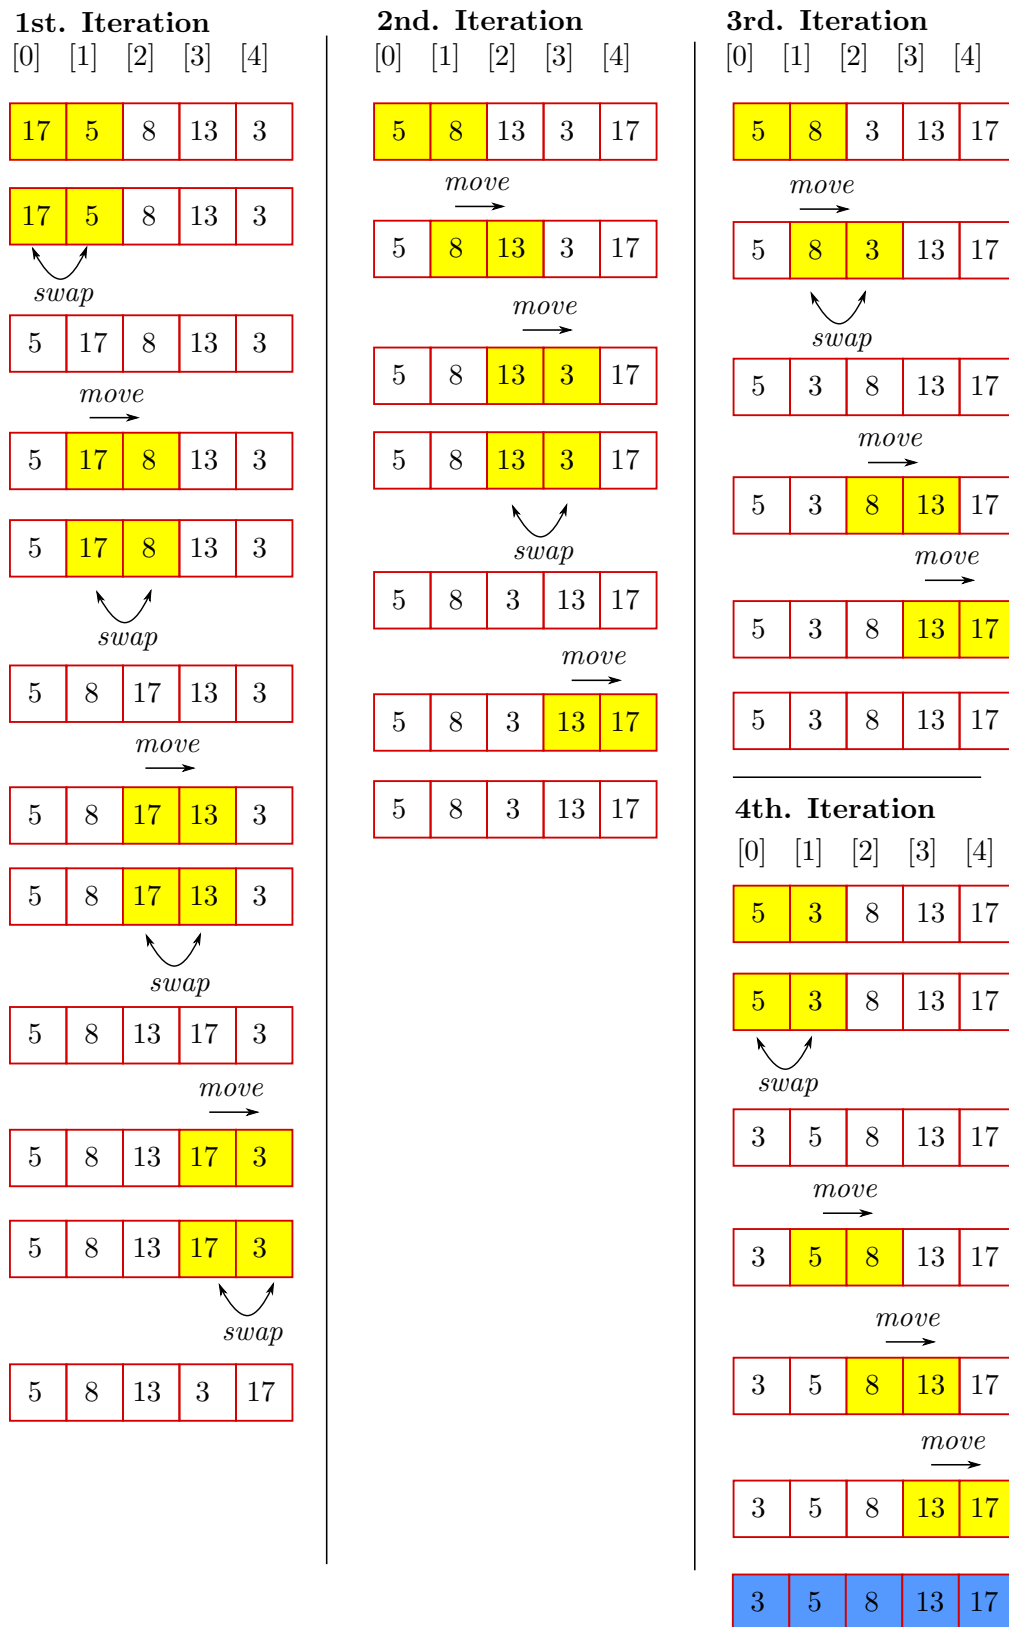 1st. Iteration
[0] [1] [2] [3] [4]
17 5 8 13 3
17 5 8 13 3
swap
5 17 8 13 3
move
5 17 8 13 3
5 17 8 13 3
swap
5 8 17 13 3
move
5 8 17 13 3
5 8 17 13 3
swap
5 8 13 17 3
move
5 8 13 17 3
5 8 13 17 3
swap
5 8 13 3 17
2nd. Iteration
[0] [1] [2] [3] [4]
5 8 13 3 17
move
5 8 13 3 17
move
5 8 13 3 17
5 8 13 3 17
swap
5 8 3 13 17
move
5 8 3 13 17
5 8 3 13 17
3rd. Iteration
[0] [1] [2] [3] [4]
5 8 3 13 17
move
5 8 3 13 17
swap
5 3 8 13 17
move
5 3 8 13 17
move
5 3 8 13 17
5 3 8 13 17
4th. Iteration
[0] [1] [2] [3] [4]
5 3 8 13 17
5 3 8 13 17
swap
3 5 8 13 17
move
3 5 8 13 17
move
3 5 8 13 17
move
3 5 8 13 17
3 5 8 13 17